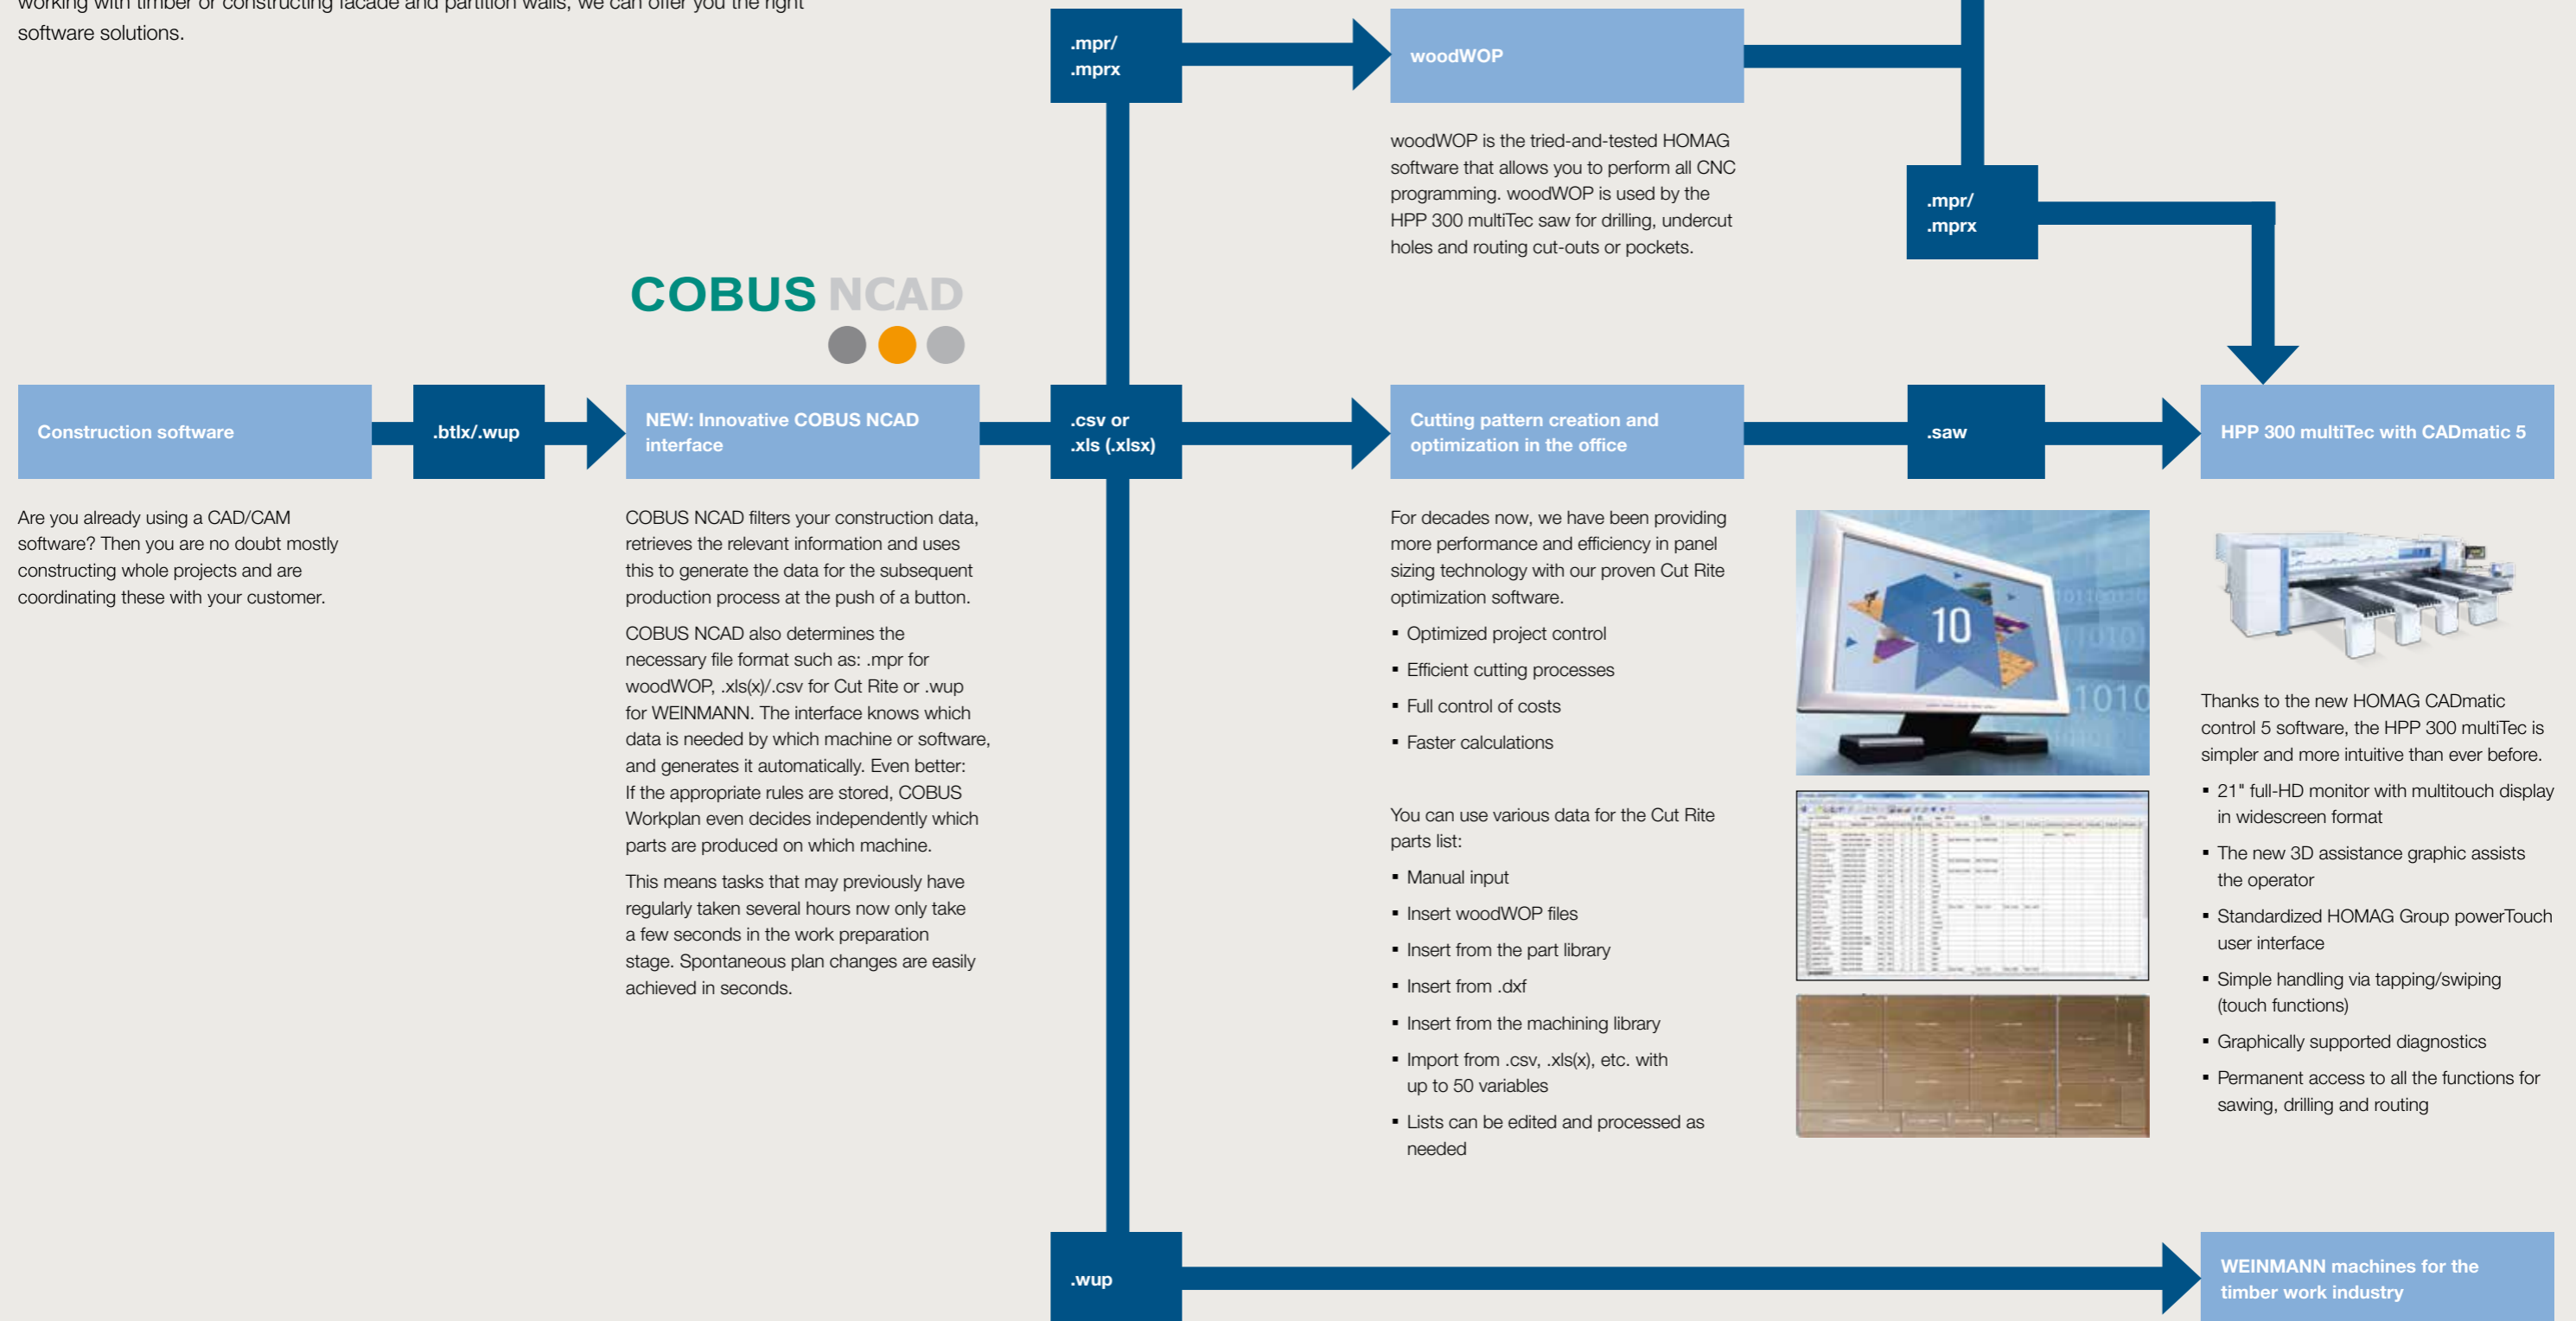 working with timber or constructing facade and partition walls, we can offer you the right
software solutions.
.mpr/
.mprx
woodWOP
woodWOP is the tried-and-tested HOMAG
software that allows you to perform all CNC
programming. woodWOP is used by the
HPP 300 multiTec saw for drilling, undercut
holes and routing cut-outs or pockets.
.mpr/
.mprx
COBUS NCAD
Construction software
.btlx/.wup
NEW: Innovative COBUS NCAD
interface
.csv or
.xls (.xlsx)
Cutting pattern creation and
optimization in the office
.saw
HPP 300 multiTec with CADmatic 5
Are you already using a CAD/CAM
software? Then you are no doubt mostly
constructing whole projects and are
coordinating these with your customer.
COBUS NCAD filters your construction data,
retrieves the relevant information and uses
this to generate the data for the subsequent
production process at the push of a button.
COBUS NCAD also determines the
necessary file format such as: .mpr for
woodWOP, .xls(x)/.csv for Cut Rite or .wup
for WEINMANN. The interface knows which
data is needed by which machine or software,
and generates it automatically. Even better:
If the appropriate rules are stored, COBUS
Workplan even decides independently which
parts are produced on which machine.
This means tasks that may previously have
regularly taken several hours now only take
a few seconds in the work preparation
stage. Spontaneous plan changes are easily
achieved in seconds.
For decades now, we have been providing
more performance and efficiency in panel
sizing technology with our proven Cut Rite
optimization software.
▪ Optimized project control
▪ Efficient cutting processes
▪ Full control of costs
▪ Faster calculations
You can use various data for the Cut Rite
parts list:
▪ Manual input
▪ Insert woodWOP files
▪ Insert from the part library
▪ Insert from .dxf
▪ Insert from the machining library
▪ Import from .csv, .xls(x), etc. with
up to 50 variables
▪ Lists can be edited and processed as
needed
10
Thanks to the new HOMAG CADmatic
control 5 software, the HPP 300 multiTec is
simpler and more intuitive than ever before.
▪ 21" full-HD monitor with multitouch display
in widescreen format
▪ The new 3D assistance graphic assists
the operator
▪ Standardized HOMAG Group powerTouch
user interface
▪ Simple handling via tapping/swiping
(touch functions)
▪ Graphically supported diagnostics
▪ Permanent access to all the functions for
sawing, drilling and routing
.wup
WEINMANN machines for the
timber work industry